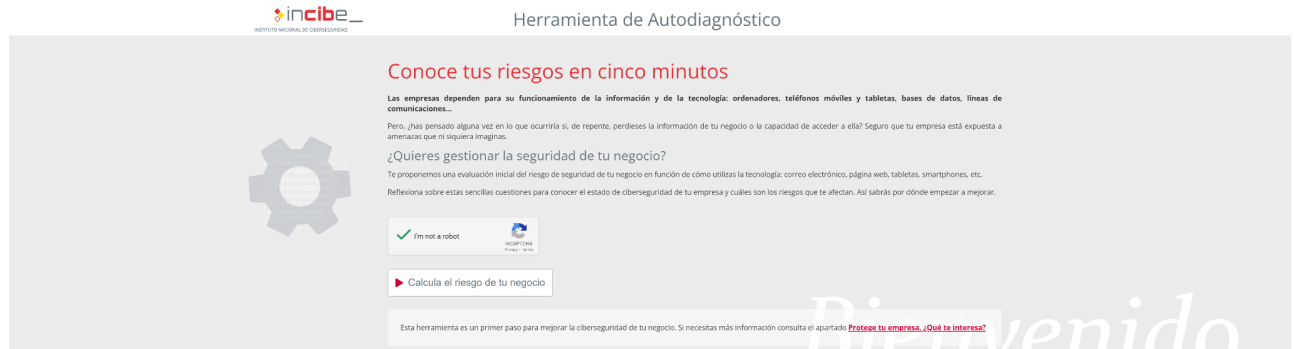 incibe_
INSTITUTO NACIONAL DE CIBERSEGURIDAD
Herramienta de Autodiagnóstico
Conoce tus riesgos en cinco minutos
Las empresas dependen para su funcionamiento de la información y de la tecnología: ordenadores, teléfonos móviles y tabletas, bases de datos, líneas de
comunicaciones...
Pero, ¿has pensado alguna vez en lo que ocurriría si, de repente, perdieses la información de tu negocio o la capacidad de acceder a ella? Seguro que tu empresa está expuesta a
amenazas que ni siquiera imaginas.
¿Quieres gestionar la seguridad de tu negocio?
Te proponemos una evaluación inicial del riesgo de seguridad de tu negocio en función de cómo utilizas la tecnología: correo electrónico, página web, tabletas, smartphones, etc.
Reflexiona sobre estas sencillas cuestiones para conocer el estado de ciberseguridad de tu empresa y cuáles son los riesgos que te afectan. Así sabrás por dónde empezar a mejorar.
I'm not a robot
reCAPTCHA
Privacy - Terms
Calcula el riesgo de tu negocio
Bienvenido
Esta herramienta es un primer paso para mejorar la ciberseguridad de tu negocio. Si necesitas más información consulta el apartado Protege tu empresa. ¿Qué te interesa?